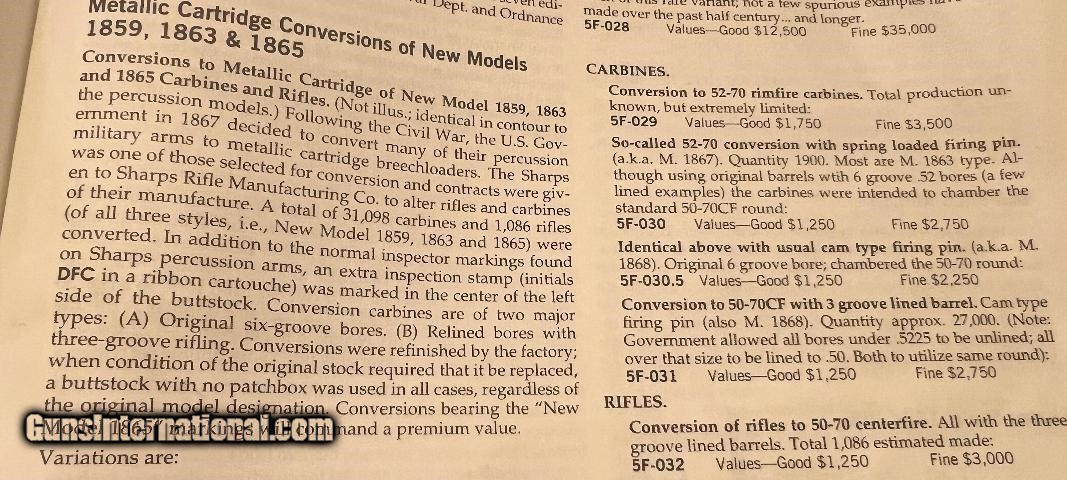 Dept. and Ordnance
Metallic Cartridge Conversions of New Models
1859, 1863 & 1865
Conversions to Metallic Cartridge of New Model 1859, 1863
and 1865 Carbines and Rifles. (Not illus.; identical in contour to
the percussion models.) Following the Civil War, the U.S. Gov-
ernment in 1867 decided to convert many of their percussion
military arms to metallic cartridge breechloaders. The Sharps
was one of those selected for conversion and contracts were giv-
en to Sharps Rifle Manufacturing Co. to alter rifles and carbines
of their manufacture. A total of 31,098 carbines and 1,086 rifles
(of all three styles, i.e., New Model 1859, 1863 and 1865) were
converted. In addition to the normal inspector markings found
on Sharps percussion arms, an extra inspection stamp (initials
DFC in a ribbon cartouche) was marked in the center of the left
side of the buttstock. Conversion carbines are of two major
types: (A) Original six-groove bores. (B) Relined bores with
three-groove rifling. Conversions were refinished by the factory;
when condition of the original stock required that it be replaced,
a buttstock with no patchbox was used in all cases, regardless of
the original model designation. Conversions bearing the "New
Model 1865" markings will command a premium value.
GunsInternational.com
Variations are:
made over the past half century... and longer.
5F-028 Values—Good $12,500 Fine $35,000
CARBINES.
Conversion to 52-70 rimfire carbines. Total production un-
known, but extremely limited:
5F-029 Values—Good $1,750 Fine $3,500
So-called 52-70 conversion with spring loaded firing pin.
(a.k.a. M. 1867). Quantity 1900. Most are M. 1863 type. Al-
though using original barrels wtih 6 groove .52 bores (a few
lined examples) the carbines were intended to chamber the
standard 50-70CF round:
5F-030 Values—Good $1,250 Fine $2,750
Identical above with usual cam type firing pin. (a.k.a. M.
1868). Original 6 groove bore; chambered the 50-70 round:
5F-030.5 Values—Good $1,250 Fine $2,250
Conversion to 50-70CF with 3 groove lined barrel. Cam type
firing pin (also M. 1868). Quantity approx. 27,000. (Note:
Government allowed all bores under .5225 to be unlined; all
over that size to be lined to .50. Both to utilize same round):
5F-031 Values—Good $1,250 Fine $2,750
RIFLES.
Conversion of rifles to 50-70 centerfire. All with the three
groove lined barrels. Total 1,086 estimated made:
5F-032 Values—Good $1,250 Fine $3,000